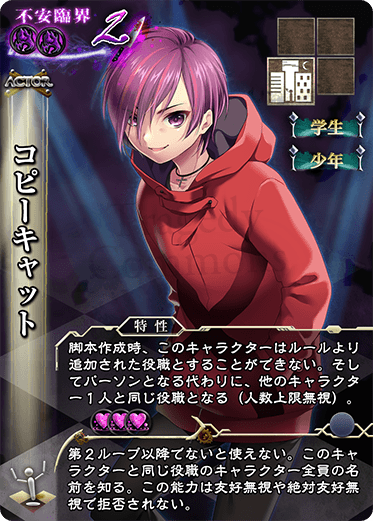 不安臨界
2
ACTOR
学生
少年
コピーキャット
特性
脚本作成時、このキャラクターはルールより
追加された役職とすることができない。そし
てパーソンとなる代わりに、他のキャラクタ
ー１人と同じ役職となる（人数上限無視）。
第２ループ以降でないと使えない。このキャ
ラクターと同じ役職のキャラクター全員の名
前を知る。この能力は友好無視や絶対友好無
視で拒否されない。